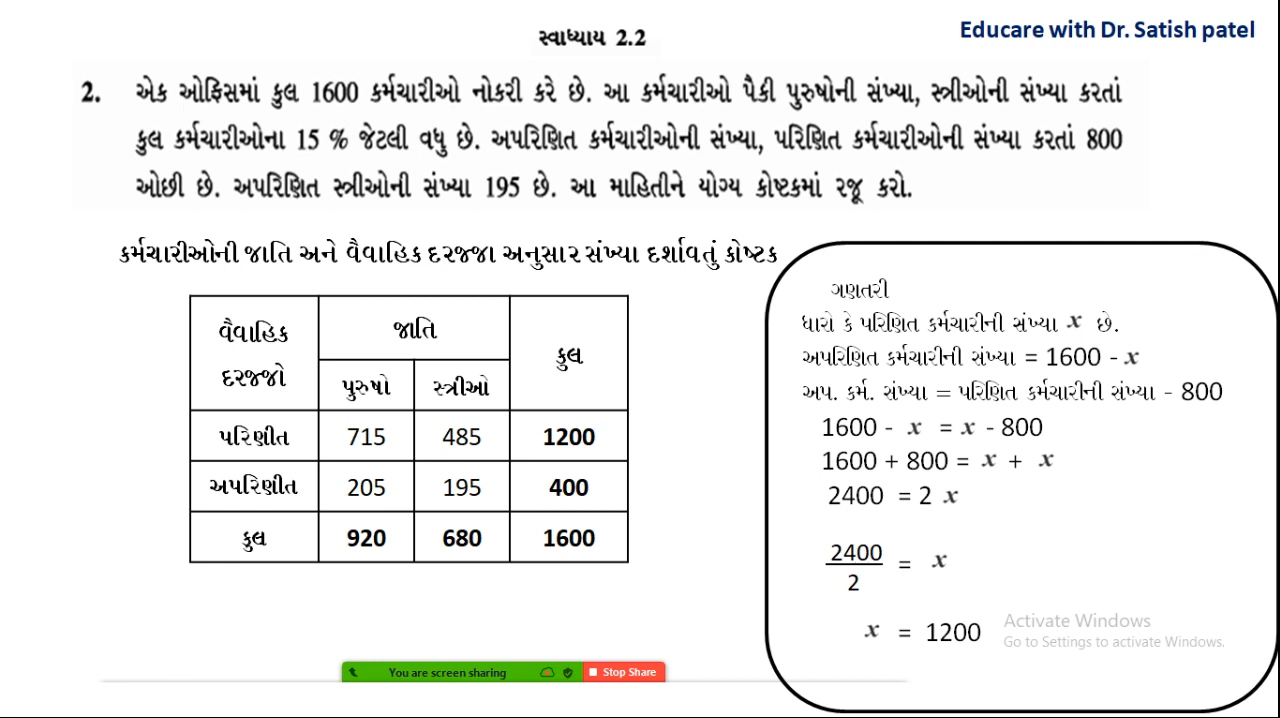 સ્વાધ્યાય 2.2
Educare with Dr. Satish patel
2. એક ઓફિસમાં કુલ 1600 કર્મચારીઓ નોકરી કરે છે. આ કર્મચારીઓ પૈકી પુરુષોની સંખ્યા, સ્ત્રીઓની સંખ્યા કરતાં
કુલ કર્મચારીઓના 15 % જેટલી વધુ છે. અપરિણિત કર્મચારીઓની સંખ્યા, પરિણિત કર્મચારીઓની સંખ્યા કરતાં 800
ઓછી છે. અપરિણિત સ્ત્રીઓની સંખ્યા 195 છે. આ માહિતીને યોગ્ય કોષ્ટકમાં રજૂ કરો.
કર્મચારીઓની જાતિ અને વૈવાહિક દરજ્જા અનુસાર સંખ્યા દર્શાવતું કોષ્ટક
વૈવાહિક દરજ્જો જાતિ કુલ
પુરુષો સ્ત્રીઓ
પરિણીત 715 485 1200
અપરિણીત 205 195 400
કુલ 920 680 1600
ગણતરી
ધારો કે પરિણિત કર્મચારીની સંખ્યા x છે.
અપરિણિત કર્મચારીની સંખ્યા = 1600 - x
અપ. કર્મ. સંખ્યા = પરિણિત કર્મચારીની સંખ્યા - 800
1600 - x = x - 800
1600 + 800 = x + x
2400 = 2 x
2400
2
= x
x = 1200
Activate Windows
Go to Settings to activate Windows.
You are screen sharing
Stop Share